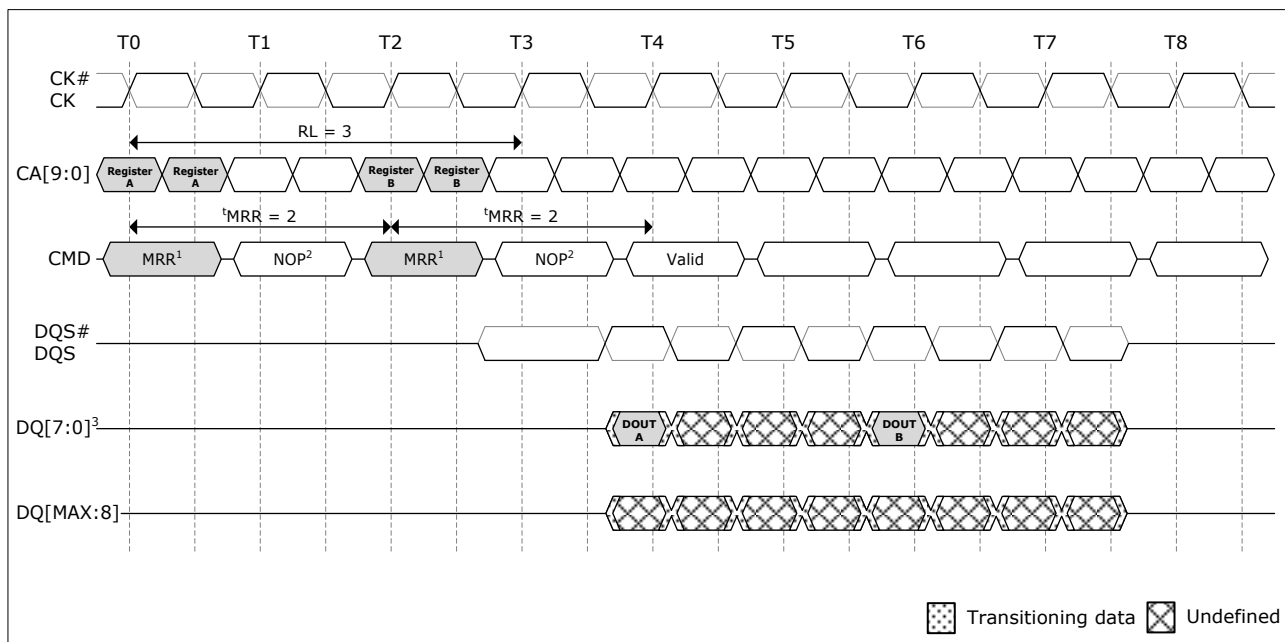 T0 T1 T2 T3 T4 T5 T6 T7 T8
CK#
CK
RL = 3
CA[9:0]
Register A Register A Register B Register B
tMRR = 2 tMRR = 2
CMD MRR1 NOP2 MRR1 NOP2 Valid
DQS#
DQS
DQ[7:0]3 DOUT A DOUT B
DQ[MAX:8]
Transitioning data Undefined